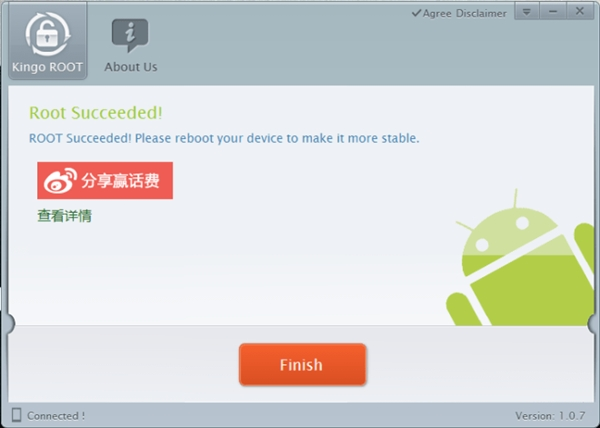 Agree Disclaimer
Kingo ROOT
About Us
Root Succeeded!
ROOT Succeeded! Please reboot your device to make it more stable.
分享赢话费
查看详情
Finish
Connected !
Version: 1.0.7